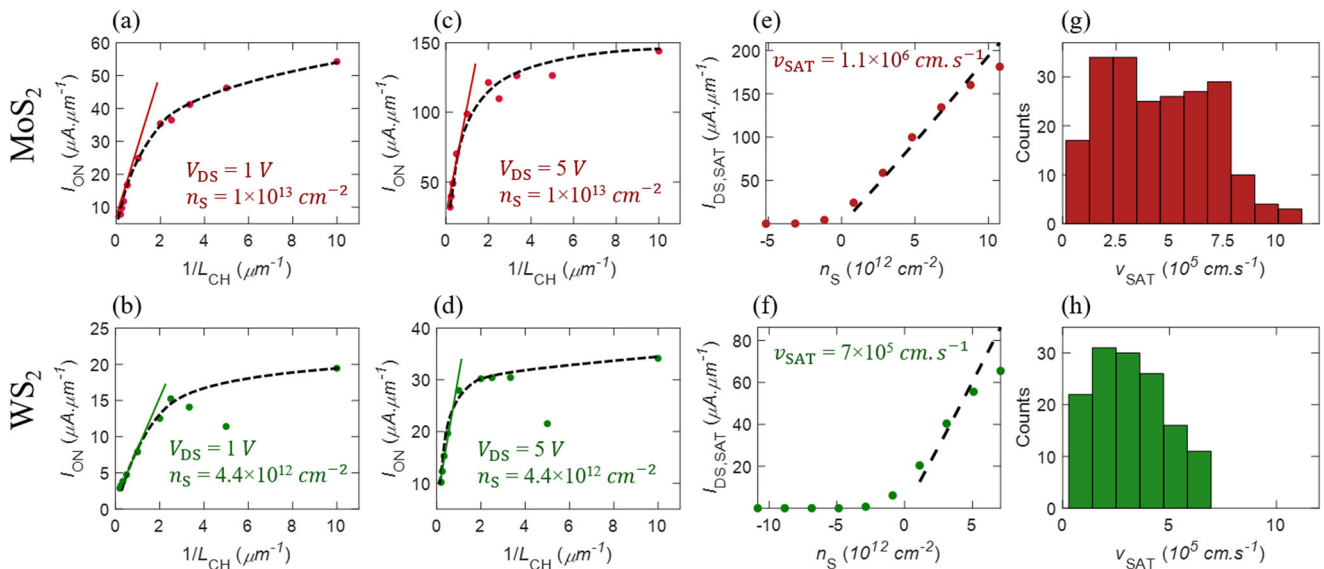 MoS2
(a)
60
50
40
30
20
10
0
2
4
6
8
10
ION (μA.μm-1)
1/LCH (μm-1)
VDS = 1 V
nS = 1×10^13 cm−2
(c)
150
100
50
0
2
4
6
8
10
ION (μA.μm-1)
1/LCH (μm-1)
VDS = 5 V
nS = 1×10^13 cm−2
(e)
200
150
100
50
0
-5
0
5
10
IDS,SAT (μA.μm-1)
nS (10^12 cm-2)
vSAT = 1.1×10^6 cm.s−1
(g)
30
20
10
0
0
2.5
5
7.5
10
Counts
vSAT (10^5 cm.s-1)
WS2
(b)
25
20
15
10
5
0
0
2
4
6
8
10
ION (μA.μm-1)
1/LCH (μm-1)
VDS = 1 V
nS = 4.4×10^12 cm−2
(d)
40
30
20
10
0
0
2
4
6
8
10
ION (μA.μm-1)
1/LCH (μm-1)
VDS = 5 V
nS = 4.4×10^12 cm−2
(f)
80
60
40
20
-10
-5
0
5
IDS,SAT (μA.μm-1)
nS (10^12 cm-2)
vSAT = 7×10^5 cm.s−1
(h)
30
20
10
0
0
5
10
Counts
vSAT (10^5 cm.s-1)